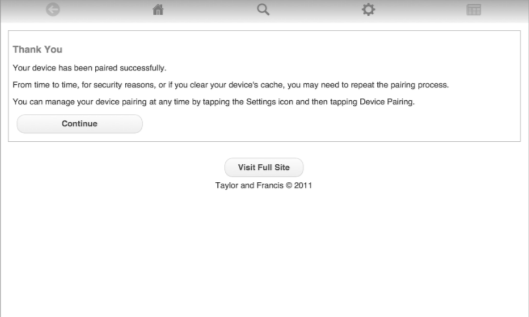 Thank You
Your device has been paired successfully.
From time to time, for security reasons, or if you clear your device's cache, you may need to repeat the pairing process.
You can manage your device pairing at any time by tapping the Settings icon and then tapping Device Pairing.
Continue
Visit Full Site
Taylor and Francis © 2011